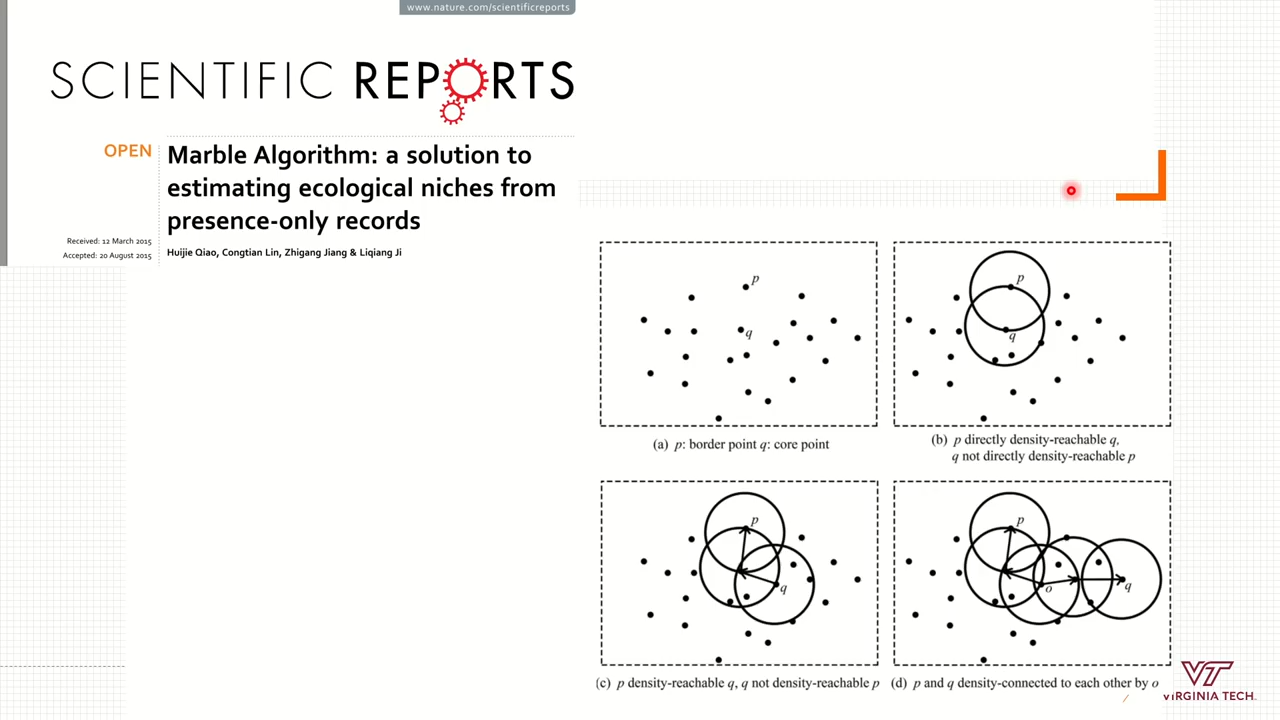 www.nature.com/scientificreports
SCIENTIFIC REPORTS
OPEN
Marble Algorithm: a solution to
estimating ecological niches from
presence-only records
Received: 12 March 2015
Accepted: 20 August 2015
Huijie Qiao, Congtian Lin, Zhigang Jiang & Liqiang Ji
p
q
(a) p: border point q: core point
p
q
(b) p directly density-reachable q,
q not directly density-reachable p
p
q
(c) p density-reachable q, q not density-reachable p
p
o
q
(d) p and q density-connected to each other by o
VT
VIRGINIA TECH.